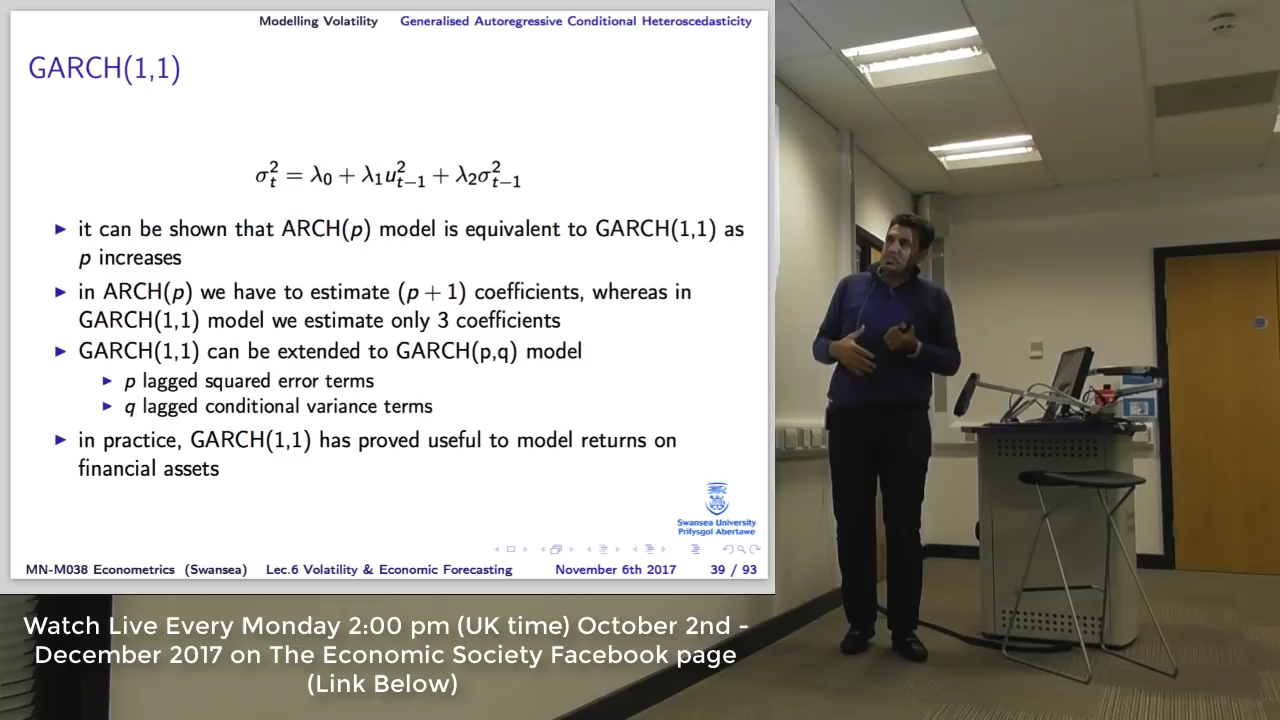 Modelling Volatility Generalised Autoregressive Conditional Heteroscedasticity
GARCH(1,1)
σ²ₜ = λ₀ + λ₁u²ₜ₋₁ + λ₂σ²ₜ₋₁
► it can be shown that ARCH(p) model is equivalent to GARCH(1,1) as
p increases
► in ARCH(p) we have to estimate (p + 1) coefficients, whereas in
GARCH(1,1) model we estimate only 3 coefficients
► GARCH(1,1) can be extended to GARCH(p,q) model
► p lagged squared error terms
► q lagged conditional variance terms
► in practice, GARCH(1,1) has proved useful to model returns on
financial assets
Swansea University
Prifysgol Abertawe
MN-M038 Econometrics (Swansea) Lec.6 Volatility & Economic Forecasting November 6th 2017 39 / 93
Watch Live Every Monday 2:00 pm (UK time) October 2nd -
December 2017 on The Economic Society Facebook page
(Link Below)